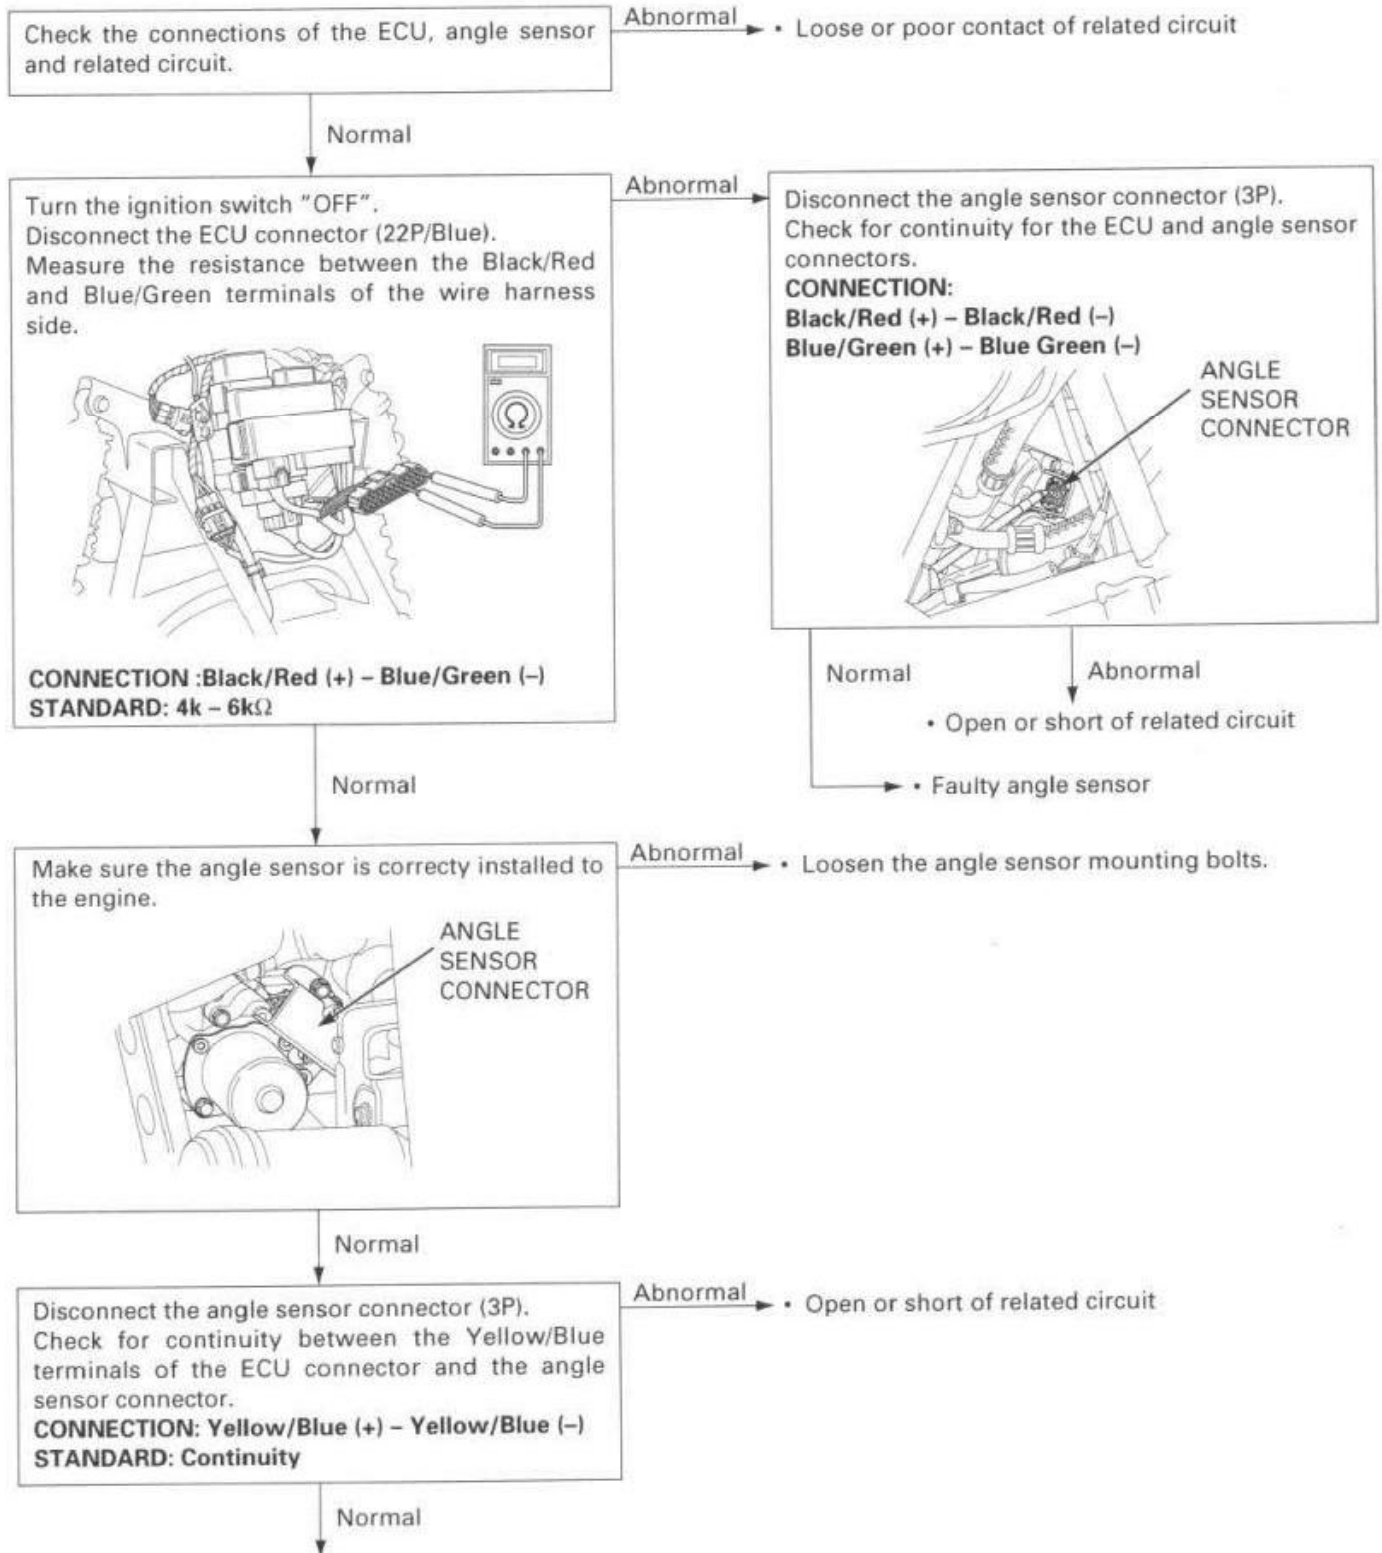 Check the connections of the ECU, angle sensor
and related circuit.
Abnormal
• Loose or poor contact of related circuit
Normal
Turn the ignition switch "OFF".
Disconnect the ECU connector (22P/Blue).
Measure the resistance between the Black/Red
and Blue/Green terminals of the wire harness
side.
Ω
CONNECTION :Black/Red (+) – Blue/Green (–)
STANDARD: 4k – 6kΩ
Abnormal
Disconnect the angle sensor connector (3P).
Check for continuity for the ECU and angle sensor
connectors.
CONNECTION:
Black/Red (+) – Black/Red (–)
Blue/Green (+) – Blue Green (–)
ANGLE
SENSOR
CONNECTOR
Normal
Abnormal
• Open or short of related circuit
• Faulty angle sensor
Normal
Make sure the angle sensor is correcty installed to
the engine.
ANGLE
SENSOR
CONNECTOR
Abnormal
• Loosen the angle sensor mounting bolts.
Normal
Disconnect the angle sensor connector (3P).
Check for continuity between the Yellow/Blue
terminals of the ECU connector and the angle
sensor connector.
CONNECTION: Yellow/Blue (+) – Yellow/Blue (–)
STANDARD: Continuity
Abnormal
• Open or short of related circuit
Normal